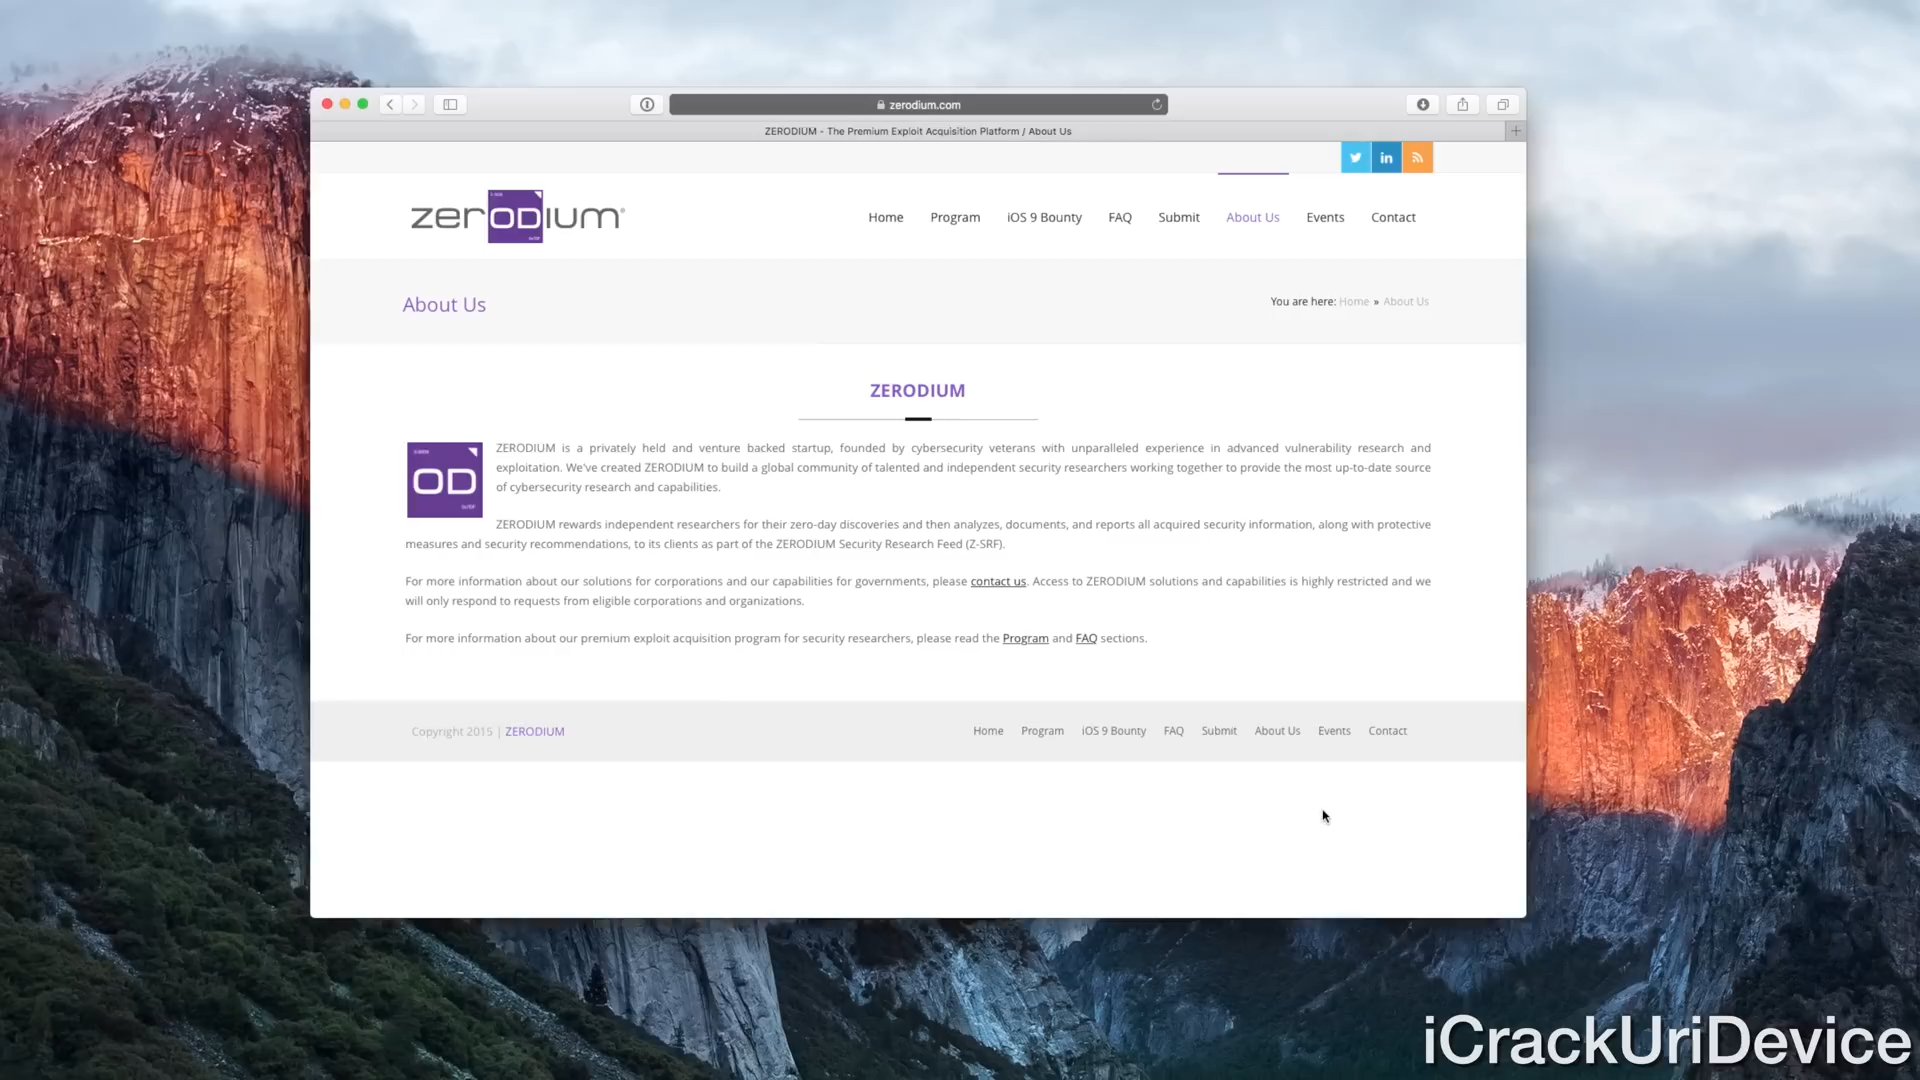 zerodium.com
ZERODIUM - The Premium Exploit Acquisition Platform / About Us
in
zerODium
Home Program iOS 9 Bounty FAQ Submit About Us Events Contact
About Us
You are here: Home » About Us
ZERODIUM
OD
ZERODIUM is a privately held and venture backed startup, founded by cybersecurity veterans with unparalleled experience in advanced vulnerability research and
exploitation. We've created ZERODIUM to build a global community of talented and independent security researchers working together to provide the most up-to-date source
of cybersecurity research and capabilities.
ZERODIUM rewards independent researchers for their zero-day discoveries and then analyzes, documents, and reports all acquired security information, along with protective
measures and security recommendations, to its clients as part of the ZERODIUM Security Research Feed (Z-SRF).
For more information about our solutions for corporations and our capabilities for governments, please contact us. Access to ZERODIUM solutions and capabilities is highly restricted and we
will only respond to requests from eligible corporations and organizations.
For more information about our premium exploit acquisition program for security researchers, please read the Program and FAQ sections.
Copyright 2015 | ZERODIUM
Home Program iOS 9 Bounty FAQ Submit About Us Events Contact
iCrackUriDevice